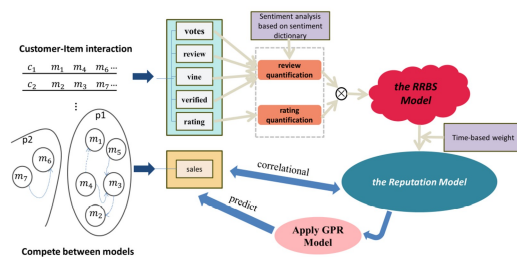 Sentiment analysis
based on sentiment
dictionary
Customer-Item interaction
c1 m1 m4 m6 ...
c2 m2 m3 m7 ...
⋮
votes
review
vine
verified
rating
review
quantification
rating
quantification
the RRBS
Model
Time-based weight
p2
p1
m6
m7
m1
m5
m4
m3
m2
sales
correlational
predict
the Reputation Model
Apply GPR
Model
Compete between models